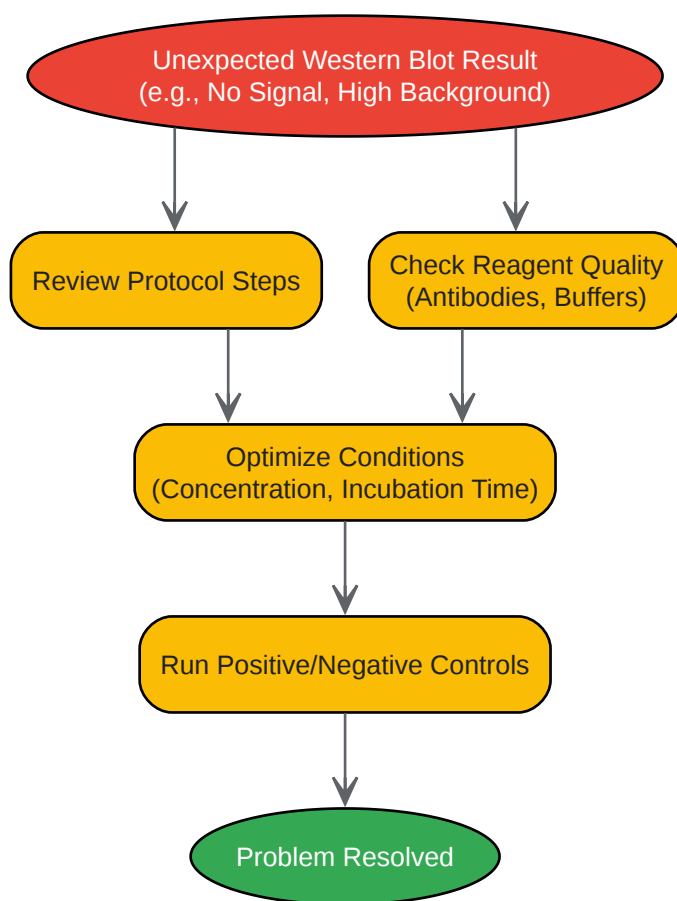 Unexpected Western Blot Result
(e.g., No Signal, High Background)
Review Protocol Steps
Check Reagent Quality
(Antibodies, Buffers)
Optimize Conditions
(Concentration, Incubation Time)
Run Positive/Negative Controls
Problem Resolved